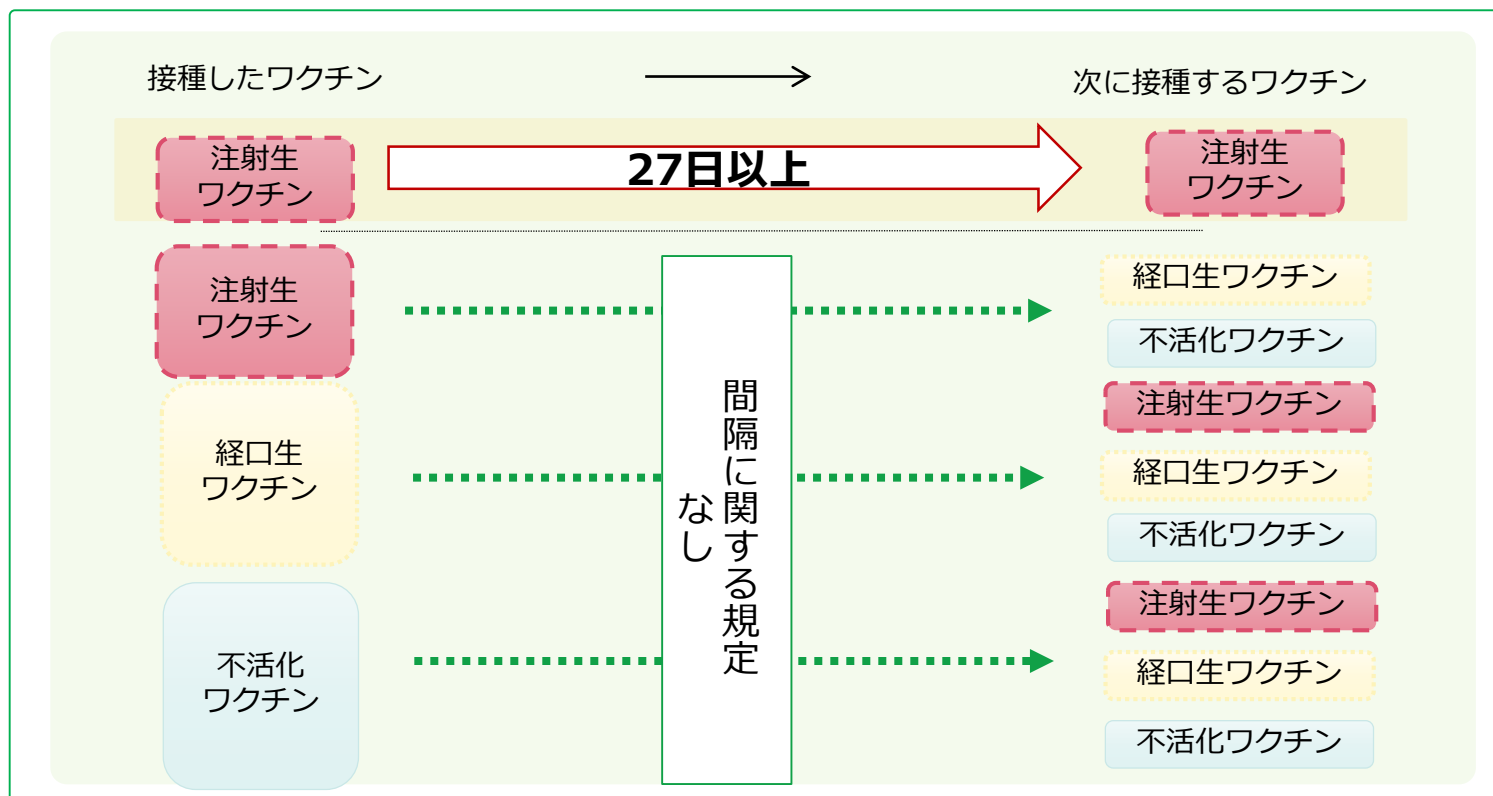 接種したワクチン
次に接種するワクチン
注射生
ワクチン
27日以上
注射生
ワクチン
注射生
ワクチン
経口生ワクチン
不活化ワクチン
間隔に関する規定
なし
経口生
ワクチン
注射生ワクチン
経口生ワクチン
不活化ワクチン
不活化
ワクチン
注射生ワクチン
経口生ワクチン
不活化ワクチン